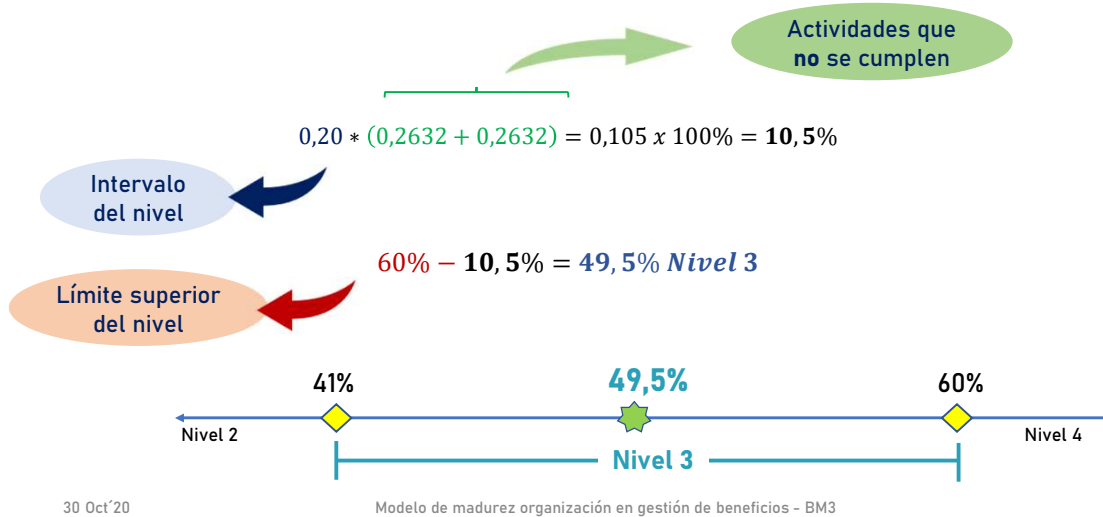 Actividades que
no se cumplen
0,20 * (0,2632 + 0,2632) = 0,105 x 100% = 10,5%
Intervalo
del nivel
60% − 10,5% = 49,5% Nivel 3
Límite superior
del nivel
41%
49,5%
60%
Nivel 2
Nivel 4
Nivel 3
30 Oct´20
Modelo de madurez organización en gestión de beneficios - BM3